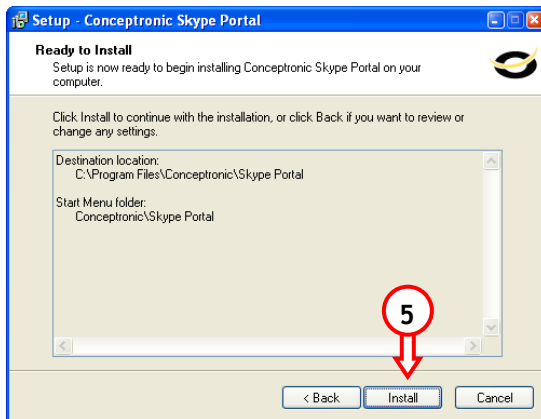 Setup - Conceptronic Skype Portal
Ready to Install
Setup is now ready to begin installing Conceptronic Skype Portal on your
computer.
Click Install to continue with the installation, or click Back if you want to review or
change any settings.
Destination location:
C:\Program Files\Conceptronic\Skype Portal
Start Menu folder:
Conceptronic\Skype Portal
5
< Back Install Cancel